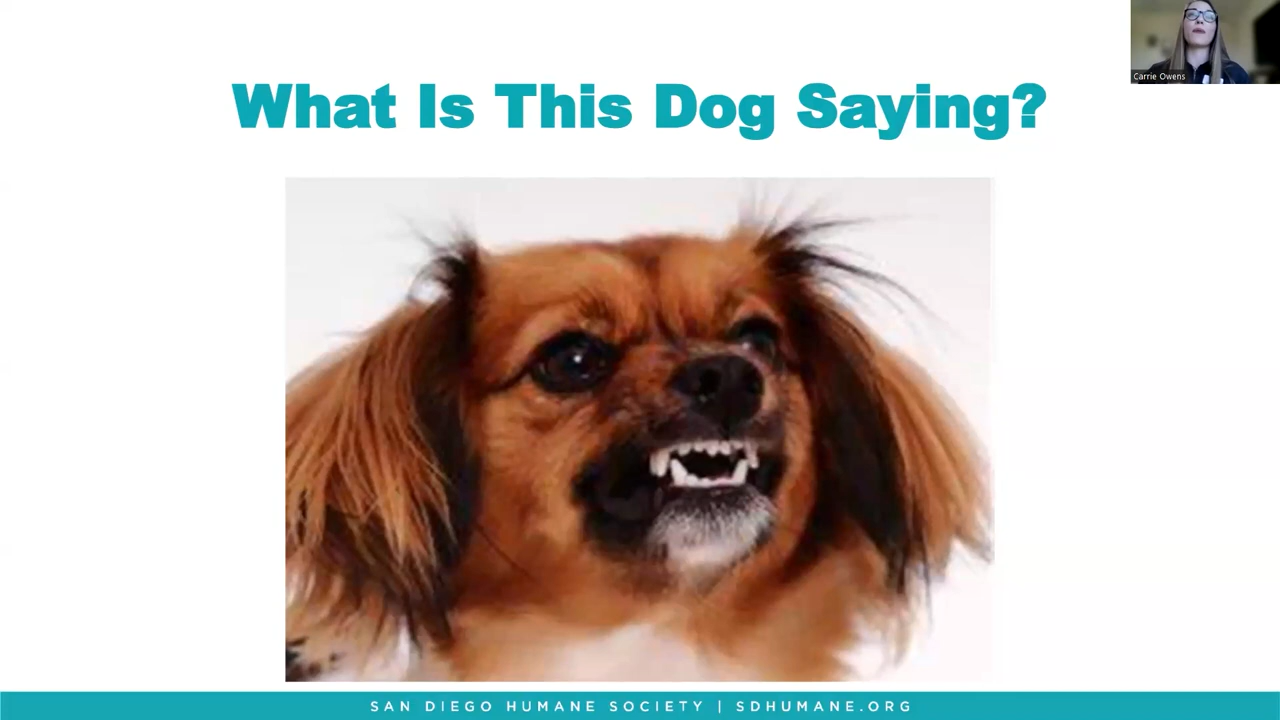 Carrie Owens
What Is This Dog Saying?
SAN DIEGO HUMANE SOCIETY | SDHUMANE.ORG